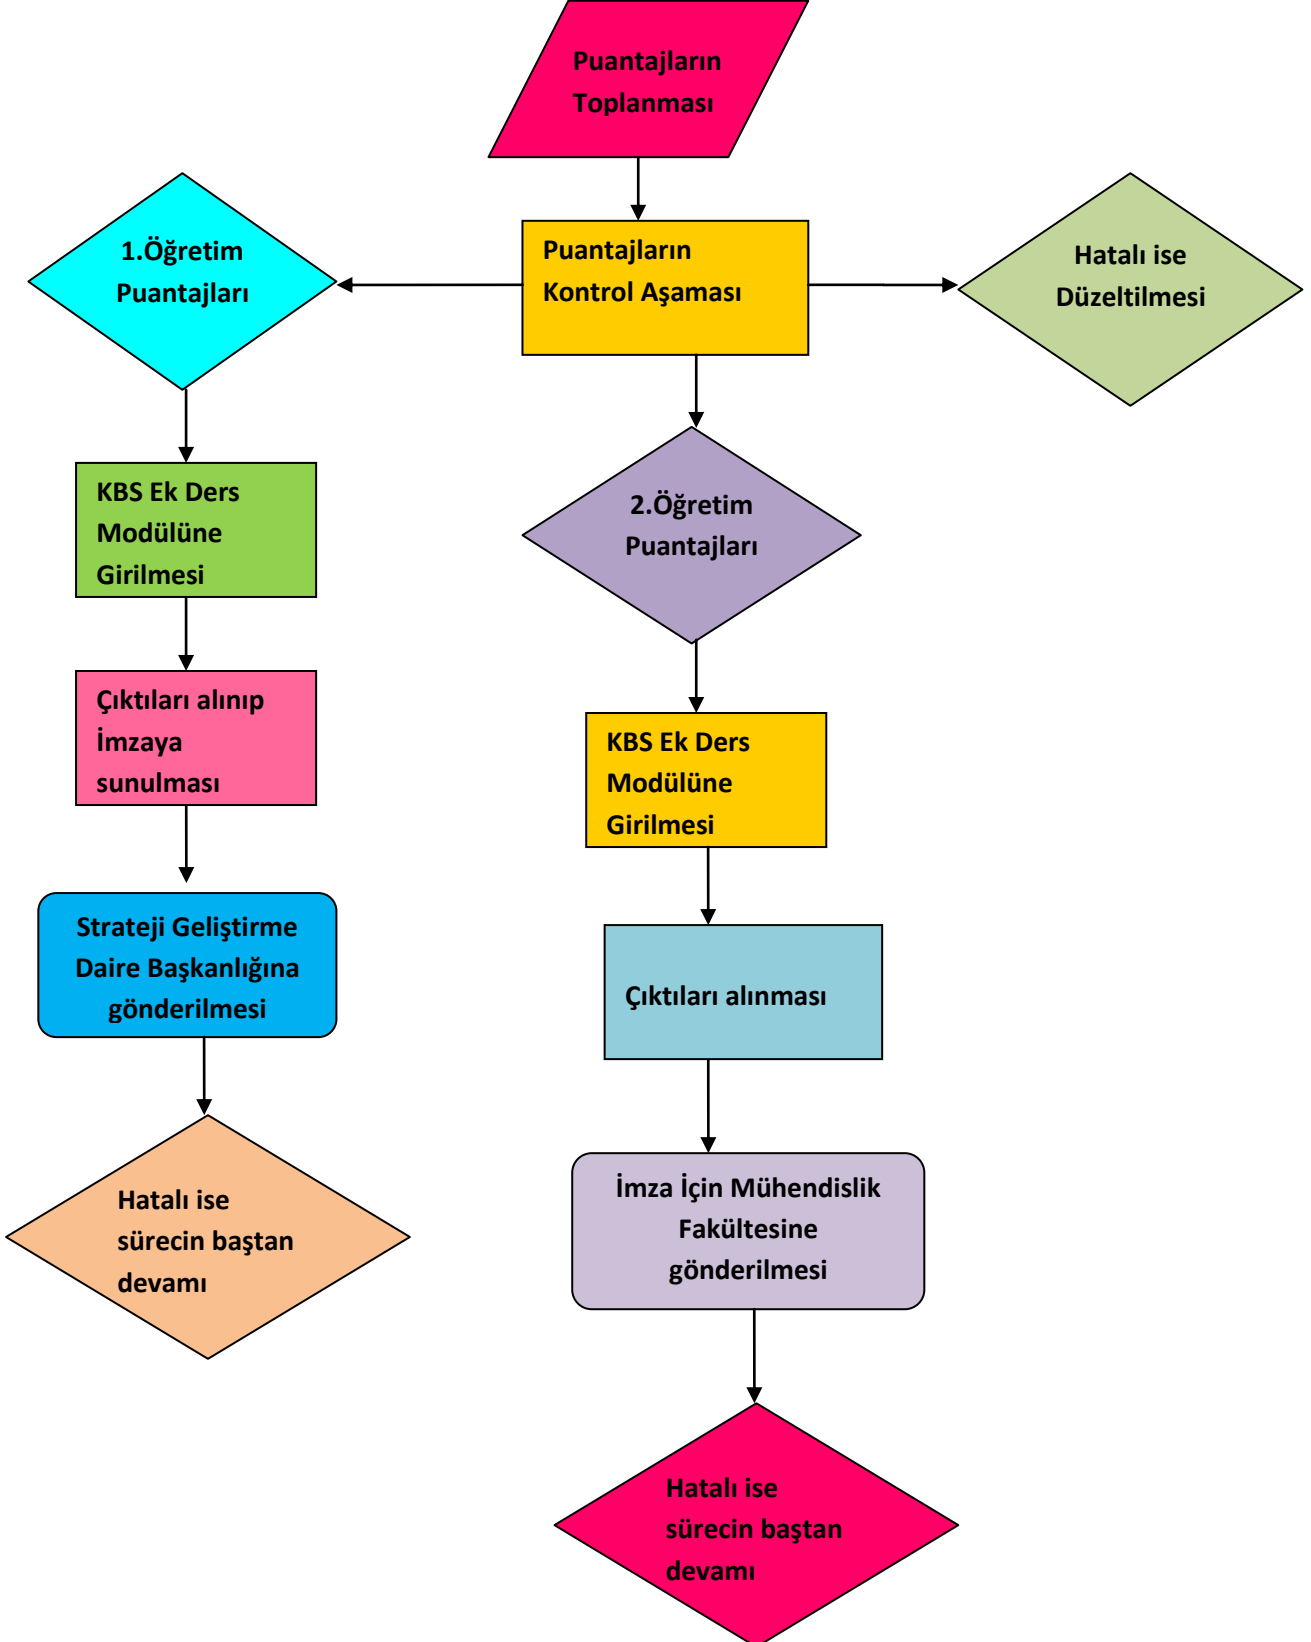 Puantajların
Toplanması
1.Öğretim
Puantajları
Puantajların
Kontrol Aşaması
Hatalı ise
Düzeltilmesi
KBS Ek Ders
Modülüne
Girilmesi
2.Öğretim
Puantajları
Çıktıları alınıp
İmzaya
sunulması
KBS Ek Ders
Modülüne
Girilmesi
Strateji Geliştirme
Daire Başkanlığına
gönderilmesi
Çıktıları alınması
Hatalı ise
sürecin baştan
devamı
İmza İçin Mühendislik
Fakültesine
gönderilmesi
Hatalı ise
sürecin baştan
devamı